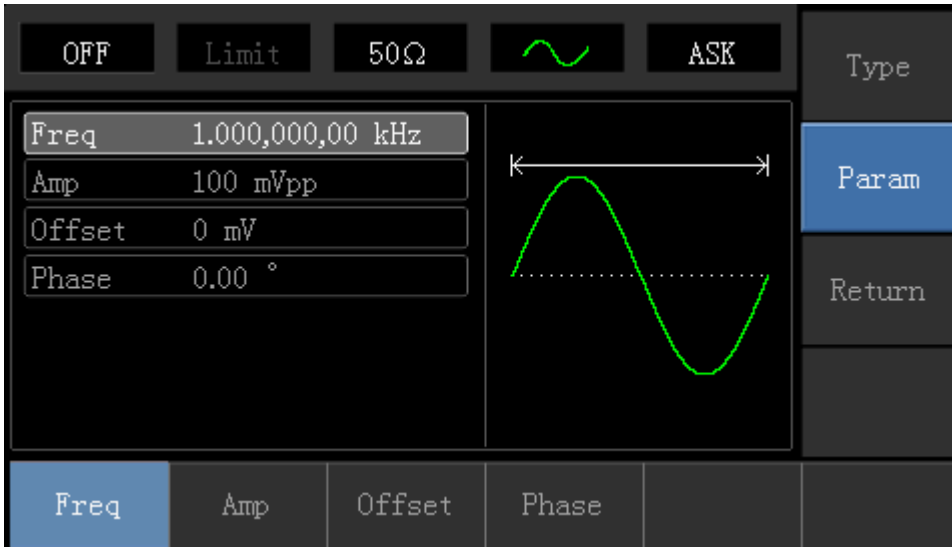 OFF Limit 50Ω ASK
Type
Freq 1.000,000,00 kHz
Amp 100 mVpp
Param
Offset 0 mV
Phase 0.00 °
Return
Freq Amp Offset Phase